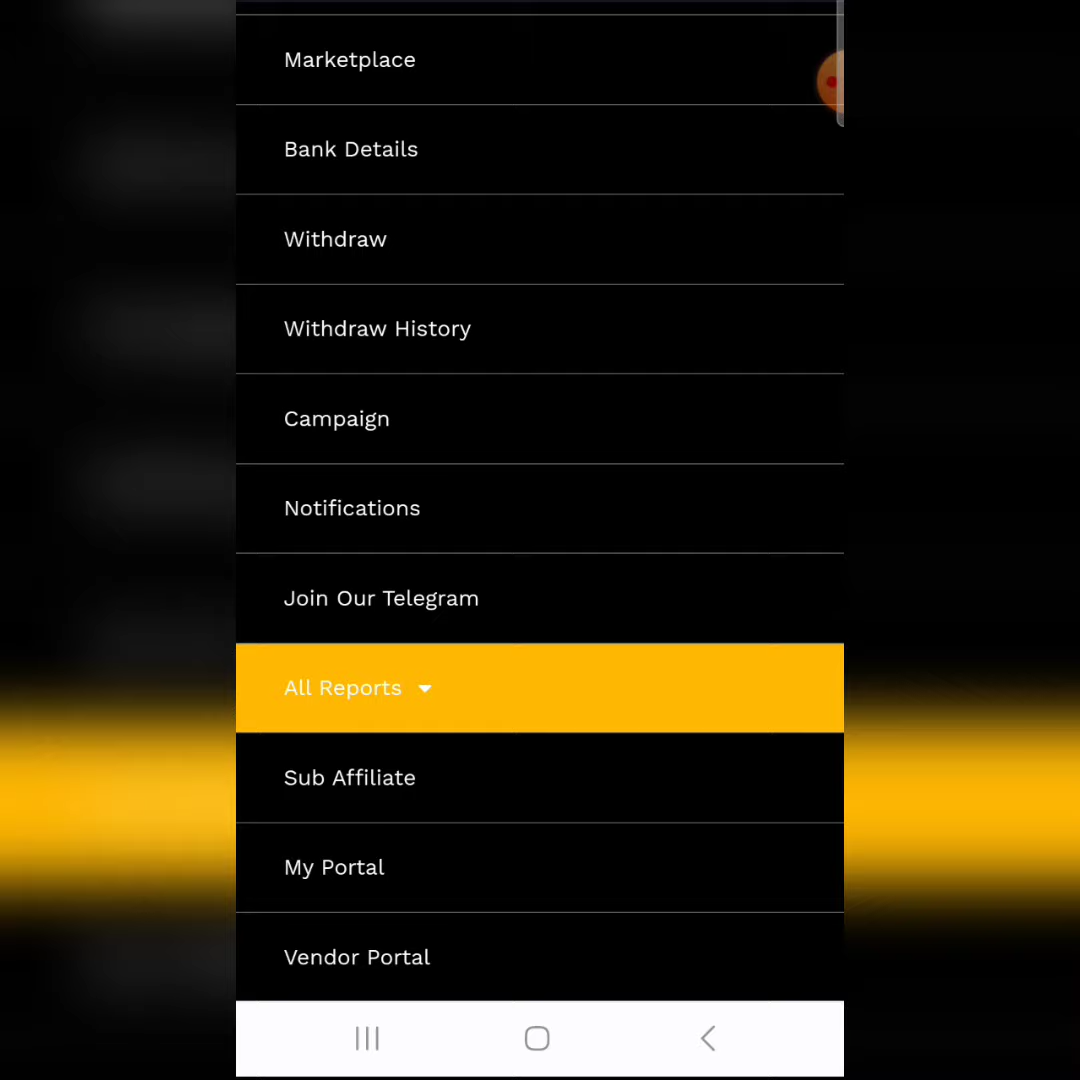 Marketplace
Bank Details
Withdraw
Withdraw History
Campaign
Notifications
Join Our Telegram
All Reports
Sub Affiliate
My Portal
Vendor Portal